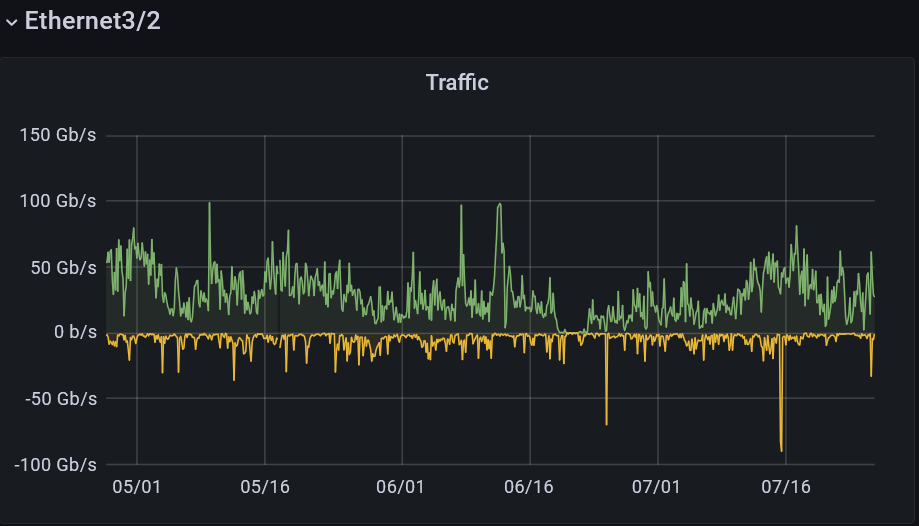 Ethernet3/2
Traffic
150 Gb/s
100 Gb/s
50 Gb/s
0 b/s
-50 Gb/s
-100 Gb/s
05/01 05/16 06/01 06/16 07/01 07/16